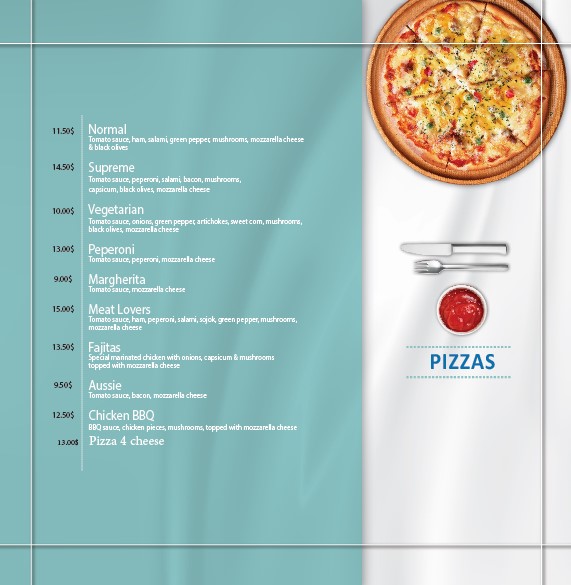 11.50$ Normal
Tomato sauce, ham, salami, green pepper, mushrooms, mozzarella cheese
& black olives
14.50$ Supreme
Tomato sauce, peperoni, salami, bacon, mushrooms,
capsicum, black olives, mozzarella cheese
10.00$ Vegetarian
Tomato sauce, onions, green pepper, artichokes, sweet corn, mushrooms,
black olives, mozzarella cheese
13.00$ Peperoni
Tomato sauce, peperoni, mozzarella cheese
9.00$ Margherita
Tomato sauce, mozzarella cheese
15.00$ Meat Lovers
Tomato sauce, ham, peperoni, salami, sojok, green pepper, mushrooms,
mozzarella cheese
13.50$ Fajitas
Special marinated chicken with onions, capsicum & mushrooms
topped with mozzarella cheese
9.50$ Aussie
Tomato sauce, bacon, mozzarella cheese
12.50$ Chicken BBQ
BBQ sauce, chicken pieces, mushrooms, topped with mozzarella cheese
13.00$ Pizza 4 cheese
PIZZAS